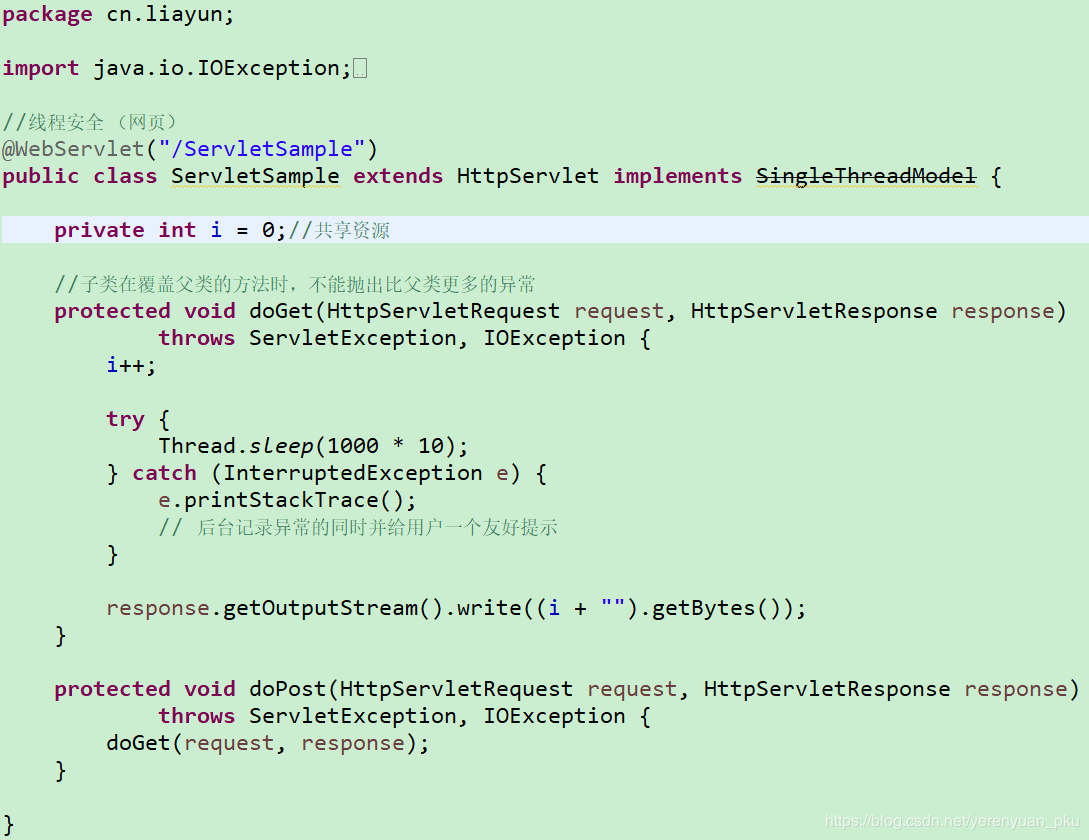 package cn.liayun;
import java.io.IOException;
//线程安全 （网页）
@WebServlet("/ServletSample")
public class ServletSample extends HttpServlet implements SingleThreadModel {
private int i = 0;//共享资源
//子类在覆盖父类的方法时，不能抛出比父类更多的异常
protected void doGet(HttpServletRequest request, HttpServletResponse response)
throws ServletException, IOException {
i++;
try {
Thread.sleep(1000 * 10);
} catch (InterruptedException e) {
e.printStackTrace();
// 后台记录异常的同时并给用户一个友好提示
}
response.getOutputStream().write((i + "").getBytes());
}
protected void doPost(HttpServletRequest request, HttpServletResponse response)
throws ServletException, IOException {
doGet(request, response);
}
}
https://blog.csdn.net/yerenyuan_pku